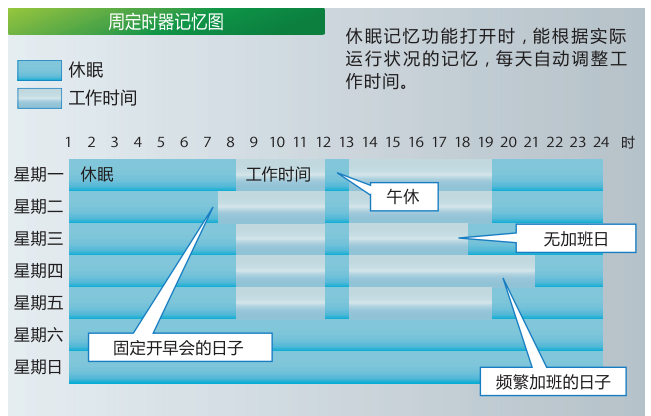 周定时器记忆图
休眠记忆功能打开时，能根据实际
运行状况的记忆，每天自动调整工
作时间。
休眠
工作时间
1 2 3 4 5 6 7 8 9 10 11 12 13 14 15 16 17 18 19 20 21 22 23 24 时
星期一 休眠 工作时间
午休
星期二
星期三 无加班日
星期四
星期五
星期六
固定开早会的日子
星期日
频繁加班的日子